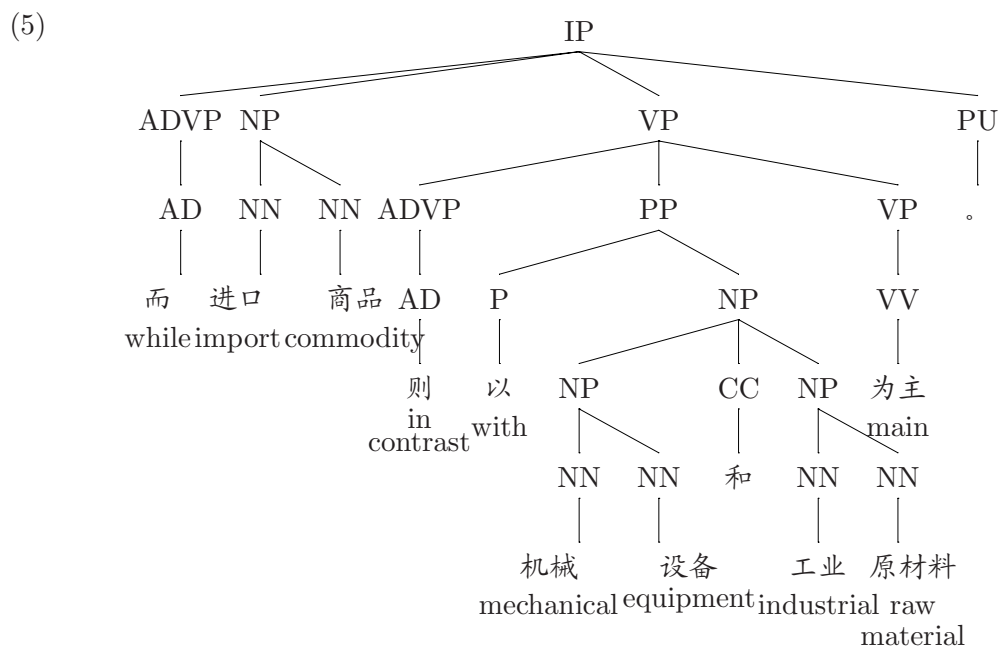 (5)
IP
ADVP NP VP PU
AD NN NN ADVP PP VP 。
而 进口 商品 AD P NP VV
while import commodity
则 以 NP CC NP 为主
in contrast with main
NN NN 和 NN NN
机械 设备 工业 原材料
mechanical equipment industrial raw material